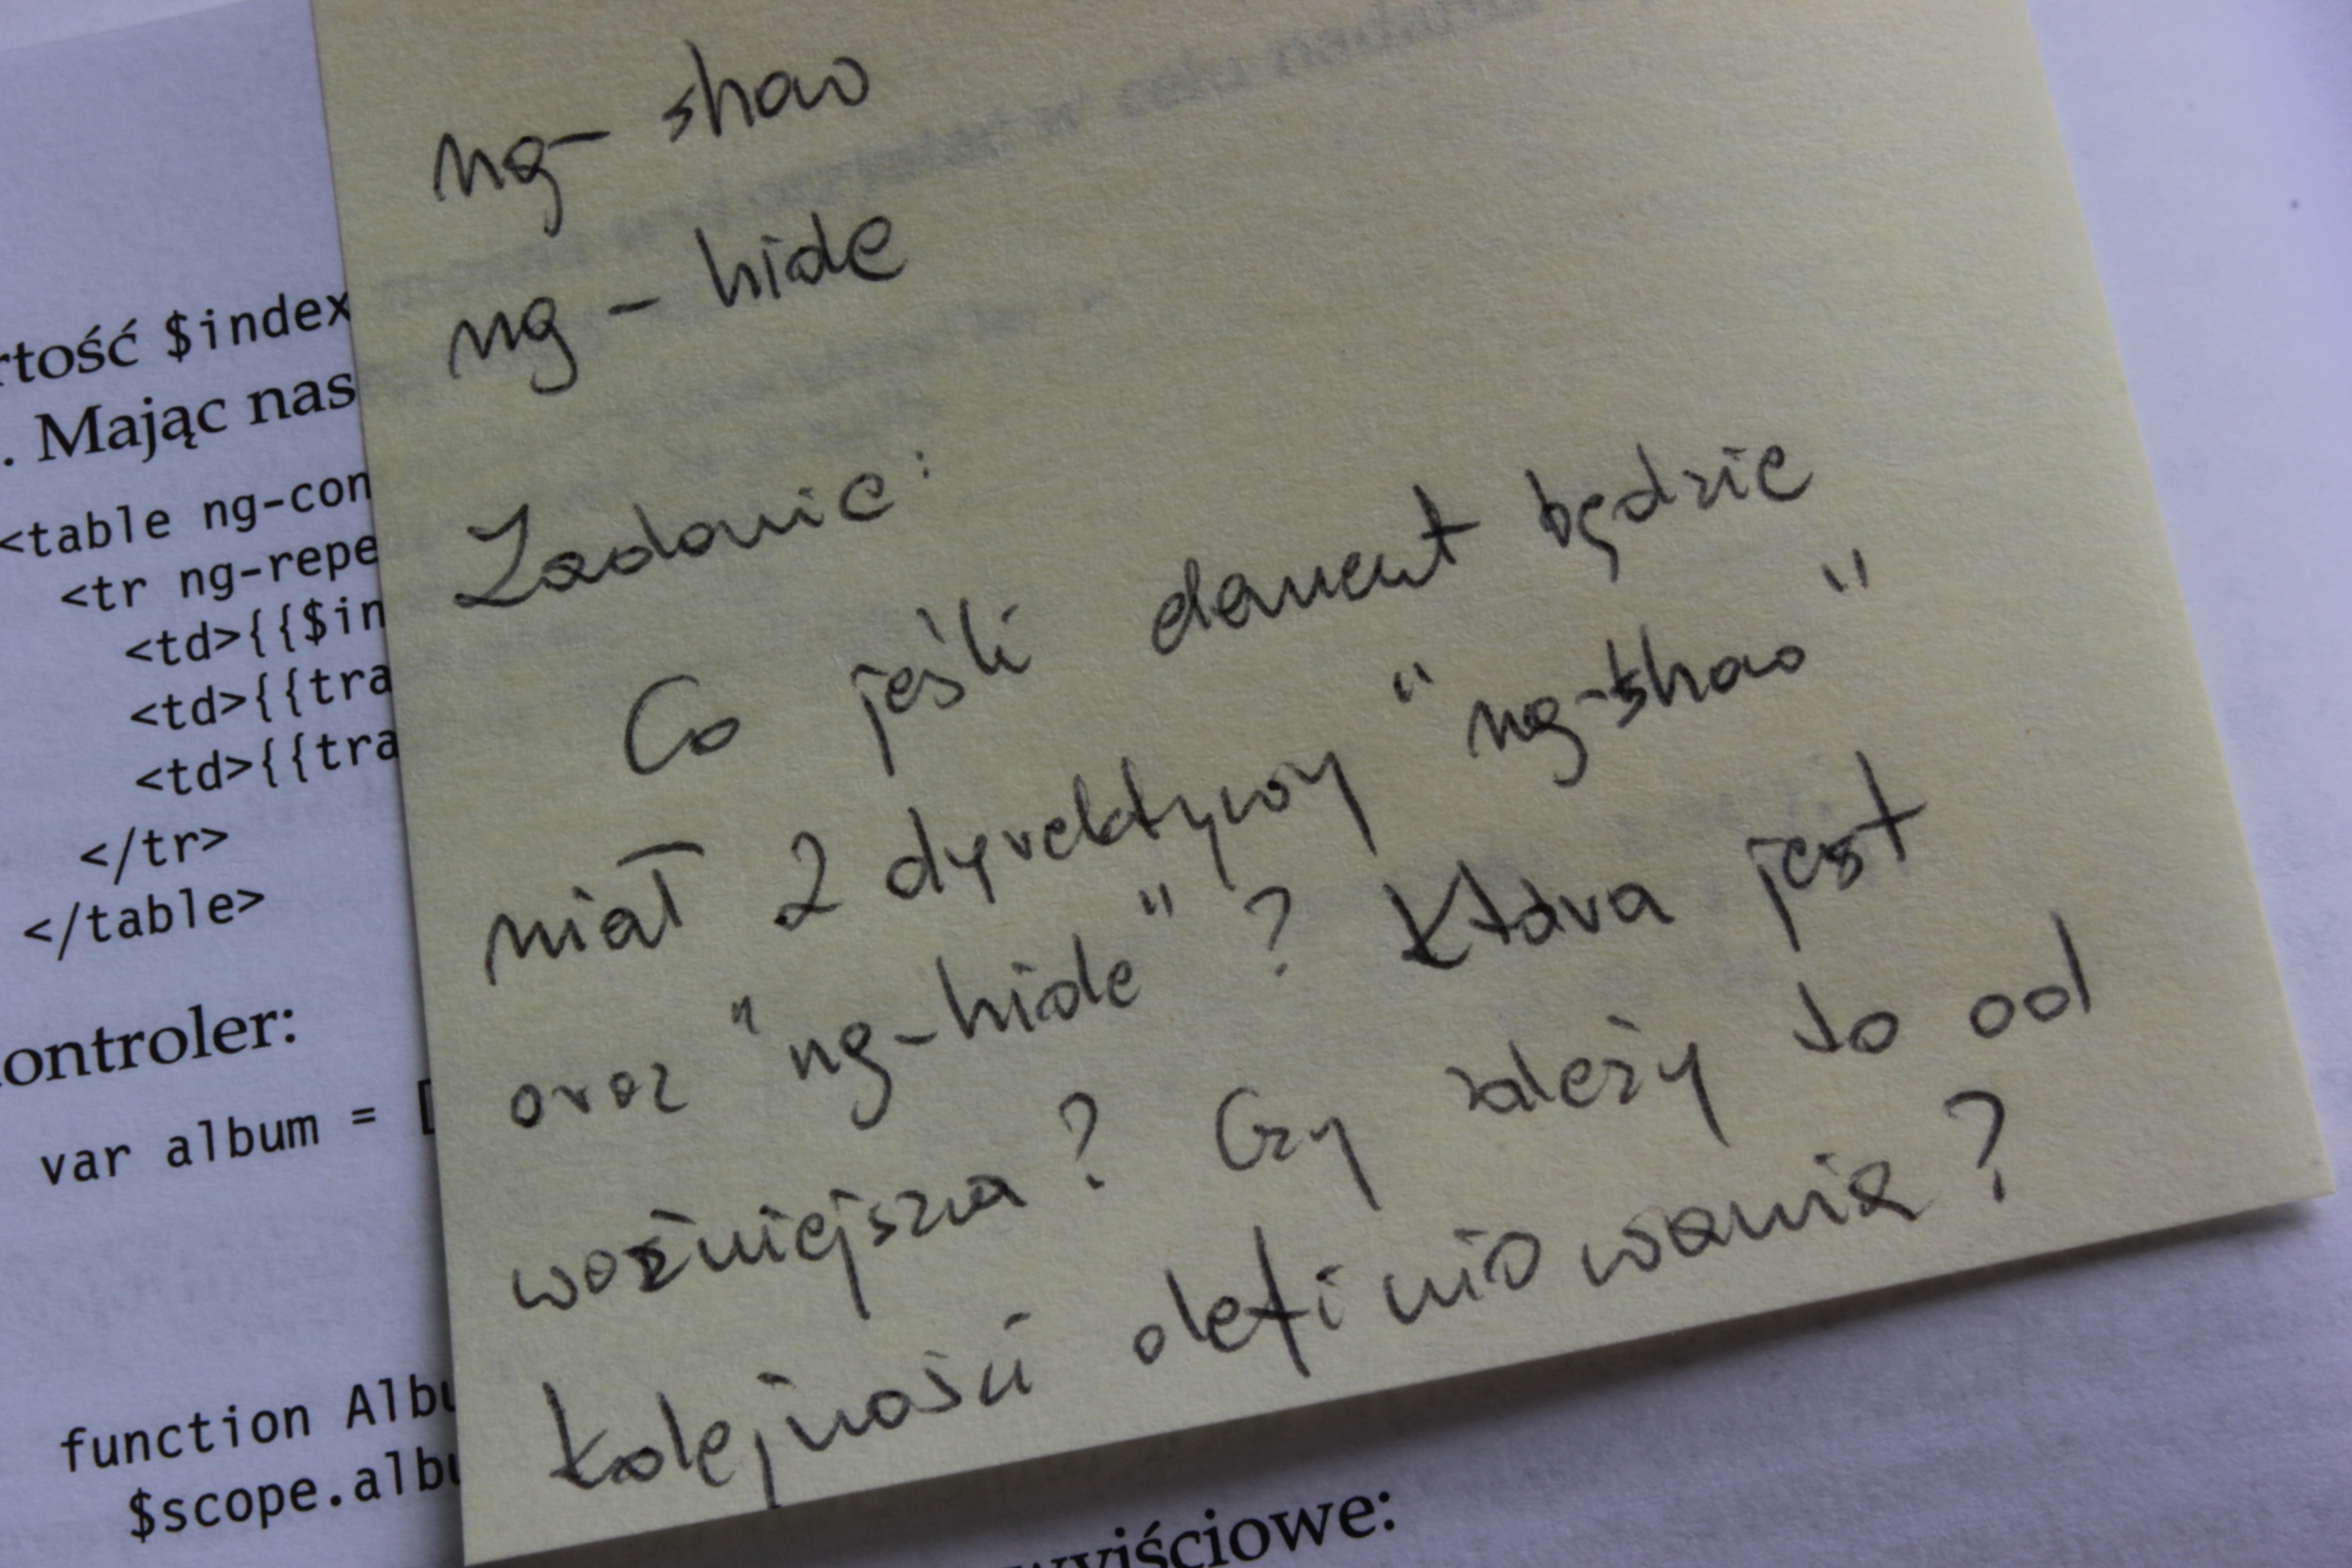 ng-show
ng-hide
Zadanie:
Co jeśli element będzie
miał 2 dyrektywy "ng-show"
oraz "ng-hide"? Która jest
ważniejsza? Czy zależy to od
kolejności definiowania?
rtość $index
. Mając nas
<table ng-con
<tr ng-repe
<td>{{$in
<td>{{tra
<td>{{tra
</tr>
</table>
ontroler:
var album = [
function Albu
$scope.albu
wyjściowe: